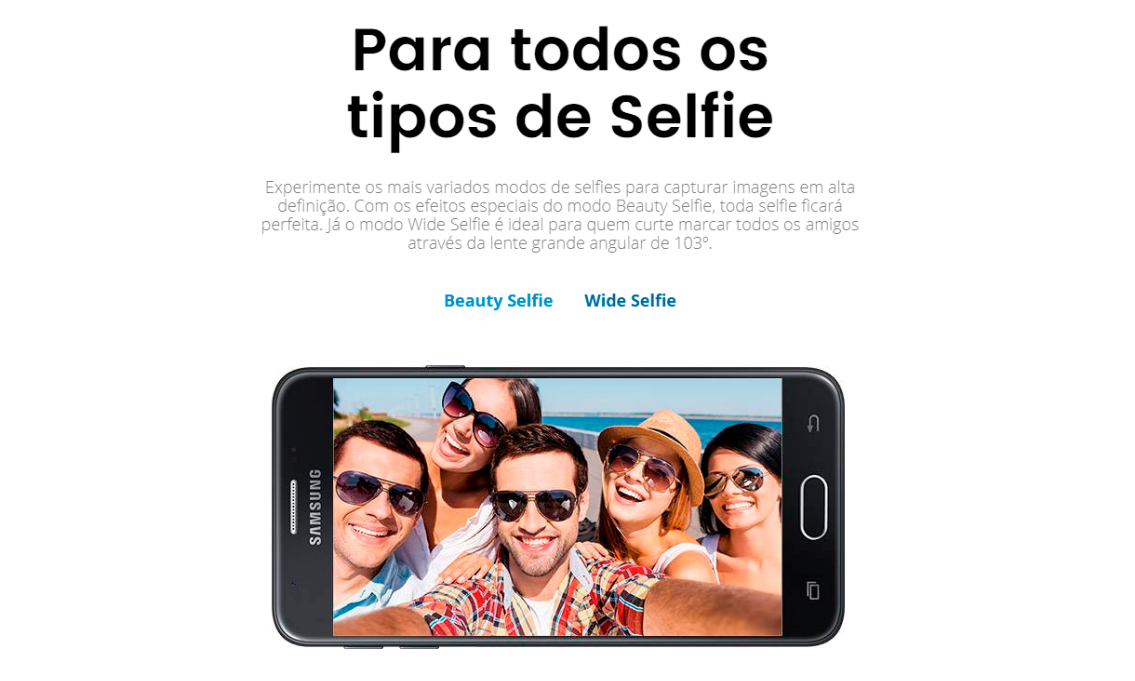 Para todos os
tipos de Selfie
Experimente os mais variados modos de selfies para capturar imagens em alta
definição. Com os efeitos especiais do modo Beauty Selfie, toda selfie ficará
perfeita. Já o modo Wide Selfie é ideal para quem curte marcar todos os amigos
através da lente grande angular de 103º.
Beauty Selfie Wide Selfie
SAMSUNG